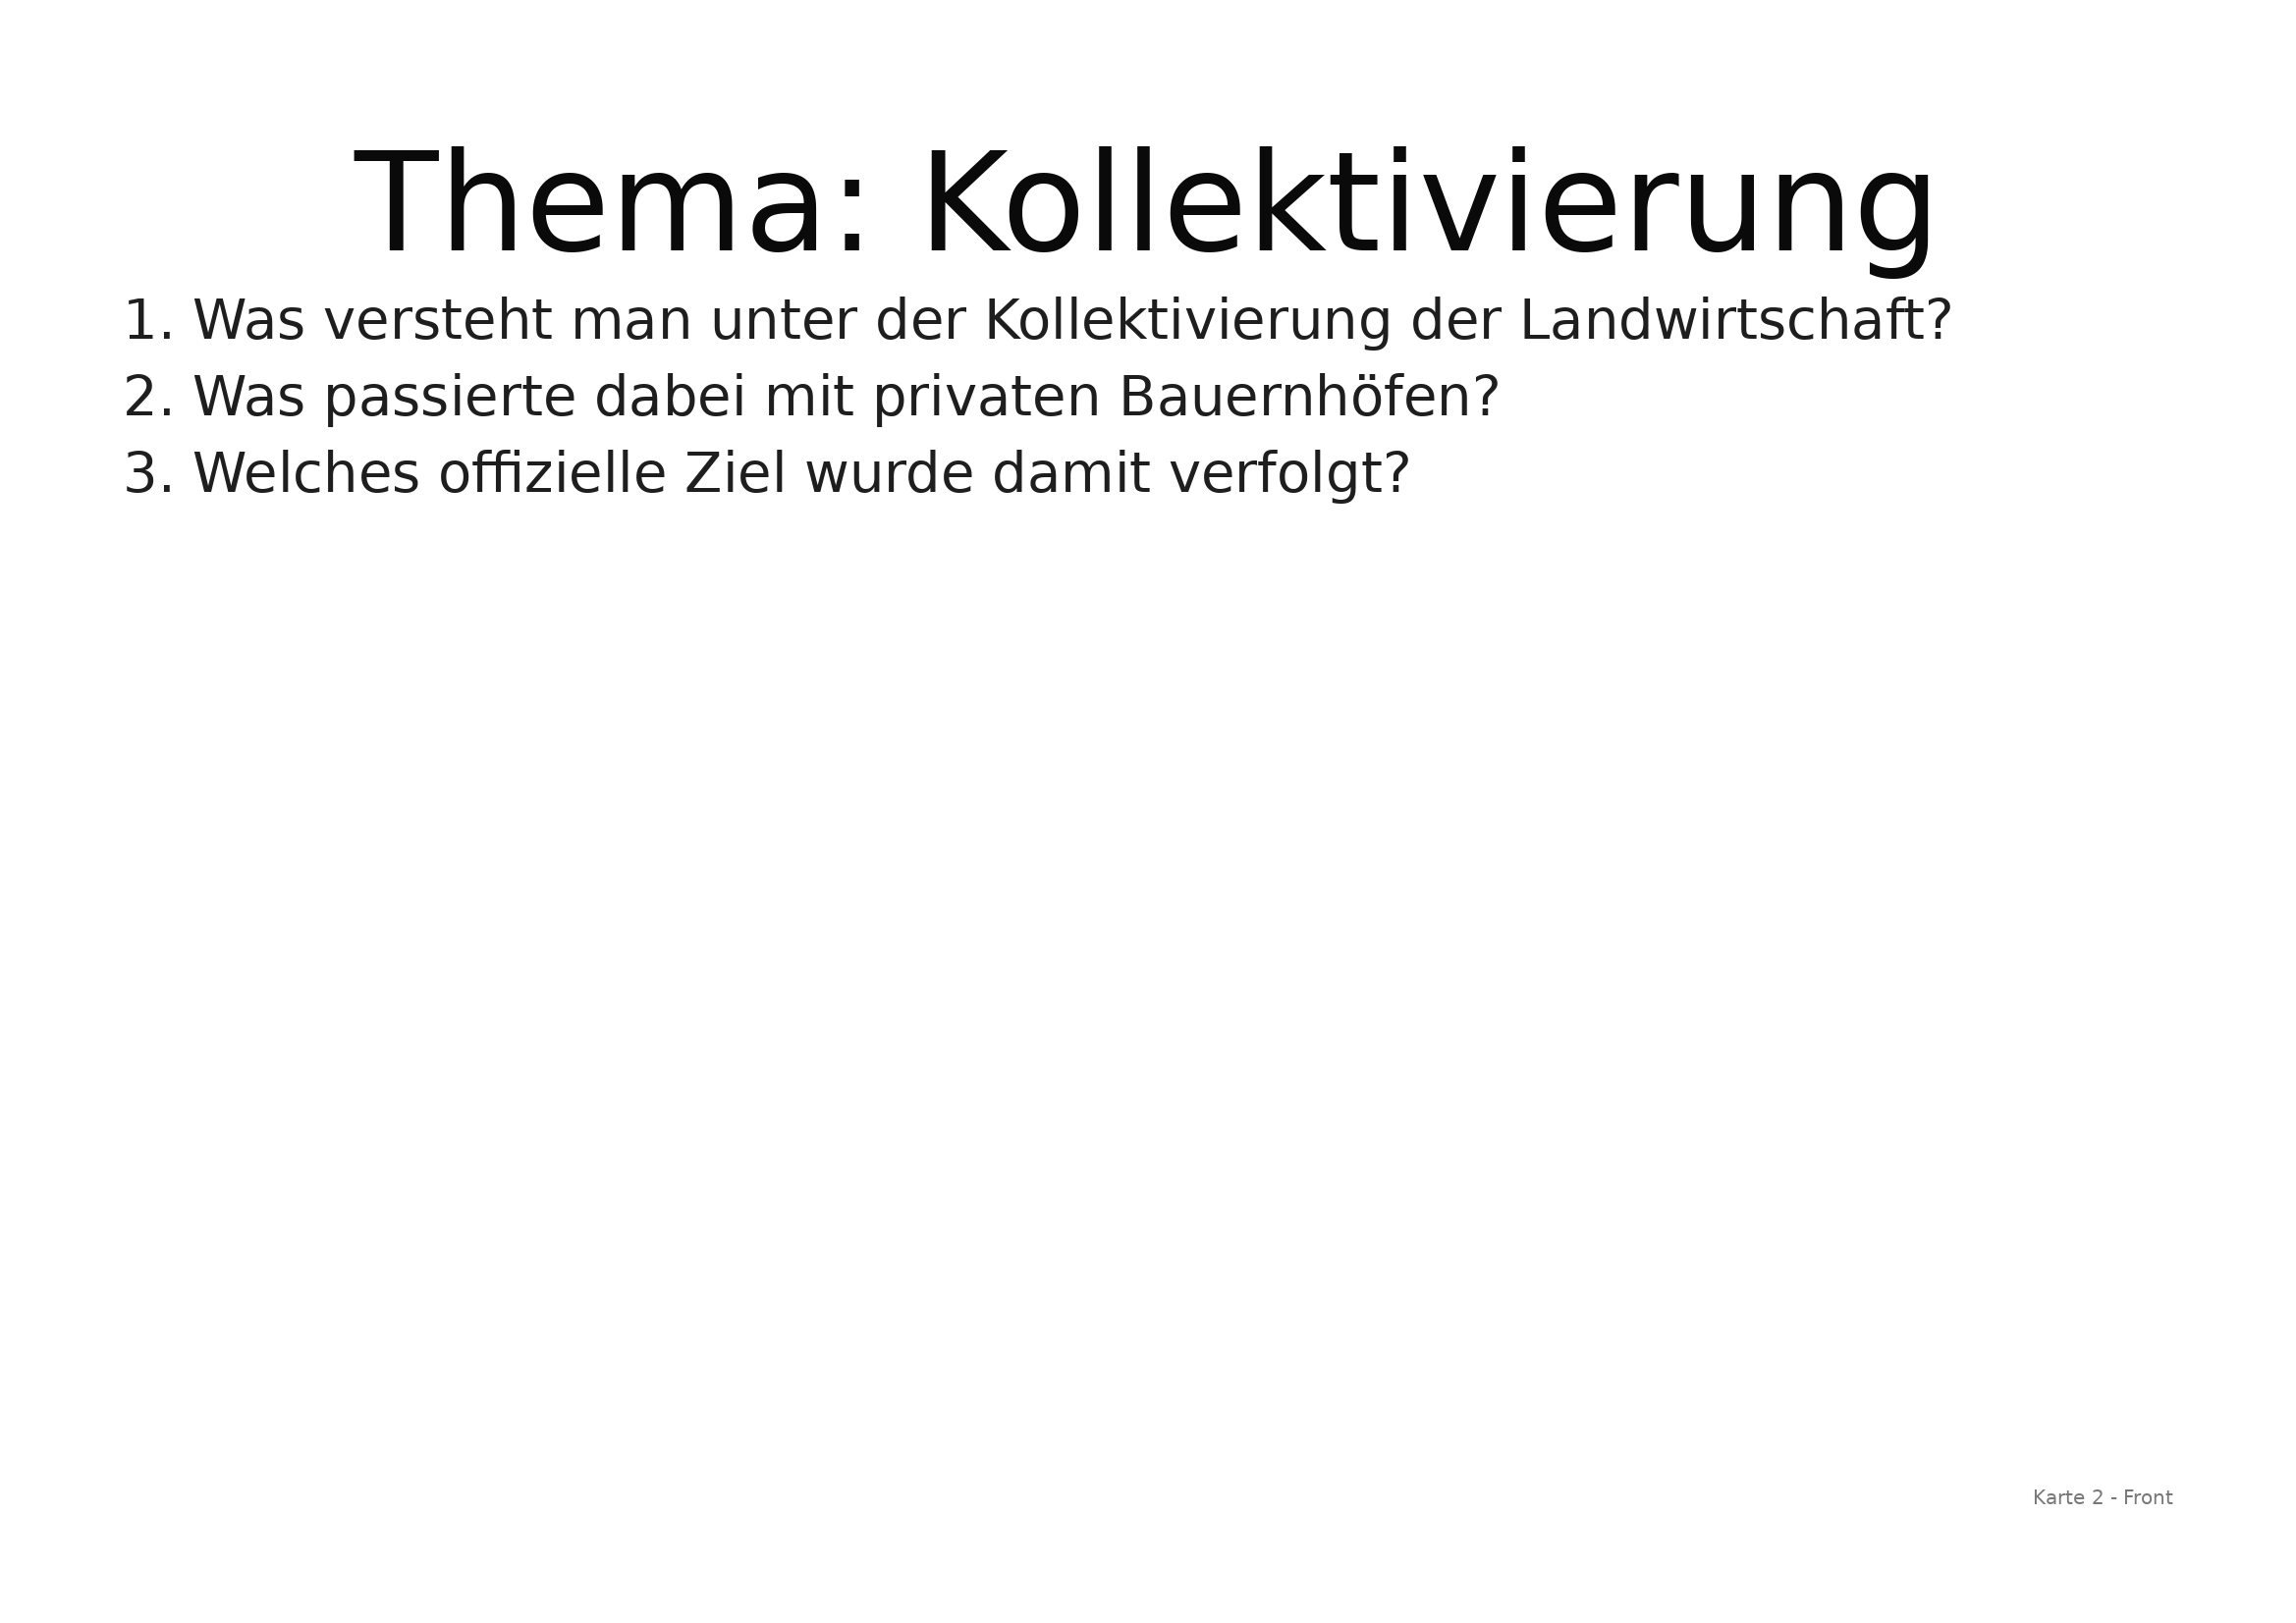 Thema: Kollektivierung
1. Was versteht man unter der Kollektivierung der Landwirtschaft?
2. Was passierte dabei mit privaten Bauernhöfen?
3. Welches offizielle Ziel wurde damit verfolgt?
Karte 2 - Front